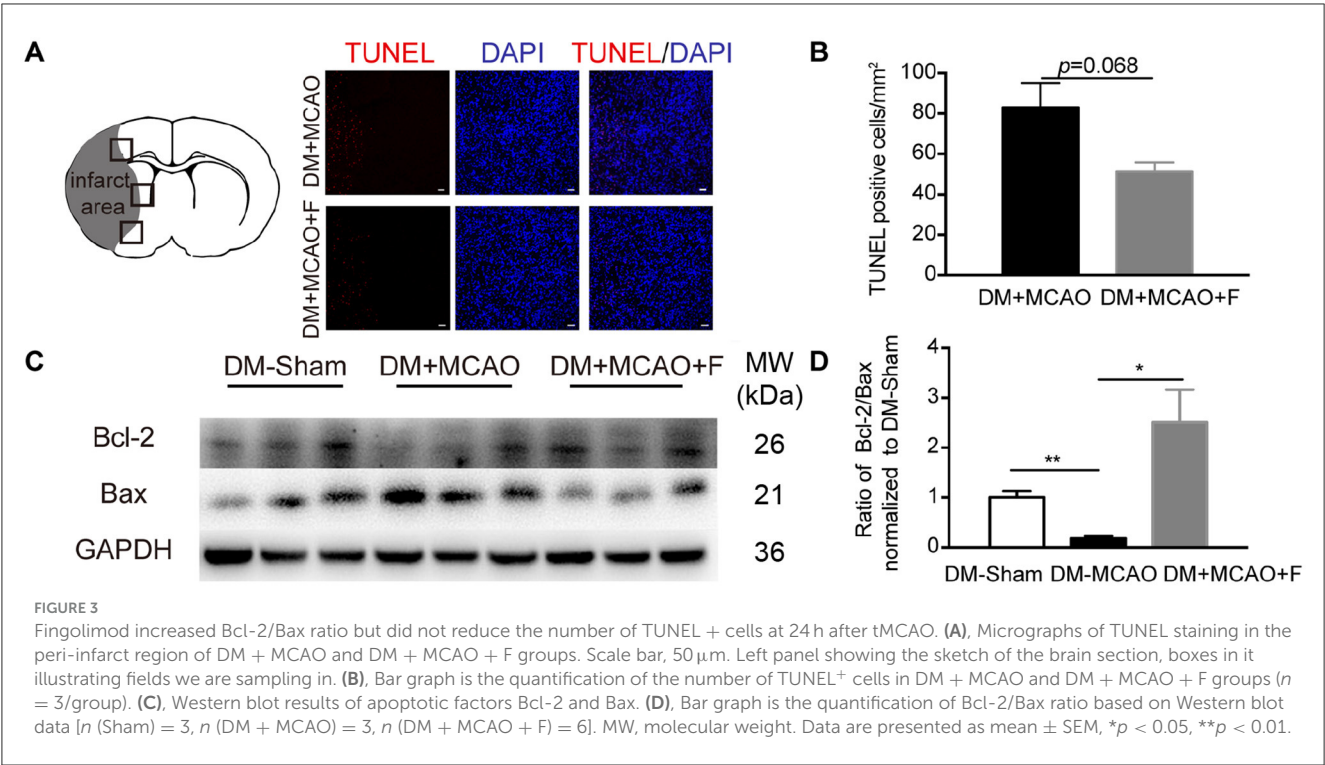 A
TUNEL
DAPI
TUNEL/DAPI
DM+MCAO
DM+MCAO+F
infarct
area
B
TUNEL positive cells/mm²
100
80
60
40
20
0
p=0.068
DM+MCAO DM+MCAO+F
C
DM-Sham DM+MCAO DM+MCAO+F MW
(kDa)
Bcl-2 26
Bax 21
GAPDH 36
D
Ratio of Bcl-2/Bax
normalized to DM-Sham
4
3
2
1
0
**
*
DM-Sham DM-MCAO DM+MCAO+F
FIGURE 3
Fingolimod increased Bcl-2/Bax ratio but did not reduce the number of TUNEL + cells at 24 h after tMCAO. (A), Micrographs of TUNEL staining in the
peri-infarct region of DM + MCAO and DM + MCAO + F groups. Scale bar, 50 μm. Left panel showing the sketch of the brain section, boxes in it
illustrating fields we are sampling in. (B), Bar graph is the quantification of the number of TUNEL⁺ cells in DM + MCAO and DM + MCAO + F groups (n
= 3/group). (C), Western blot results of apoptotic factors Bcl-2 and Bax. (D), Bar graph is the quantification of Bcl-2/Bax ratio based on Western blot
data [n (Sham) = 3, n (DM + MCAO) = 3, n (DM + MCAO + F) = 6]. MW, molecular weight. Data are presented as mean ± SEM, *p < 0.05, **p < 0.01.